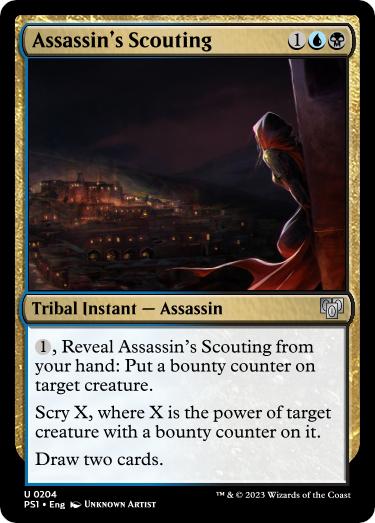 Assassin's Scouting 1
Tribal Instant — Assassin
1, Reveal Assassin's Scouting from
your hand: Put a bounty counter on
target creature.
Scry X, where X is the power of target
creature with a bounty counter on it.
Draw two cards.
U 0204
PS1 • Eng Unknown Artist
™ & © 2023 Wizards of the Coast